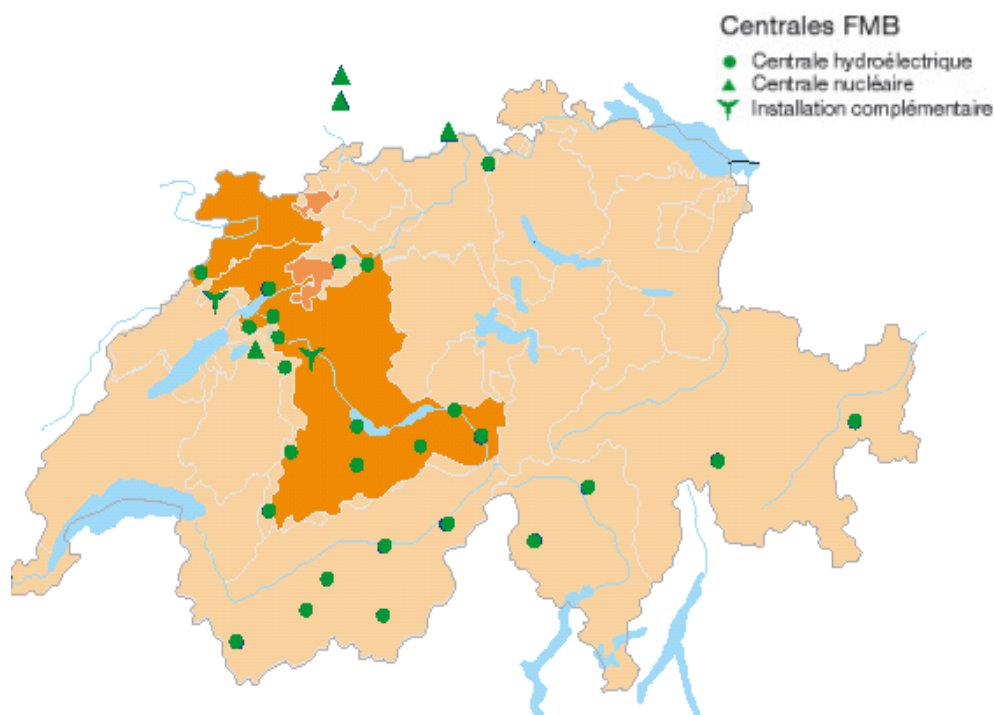 Centrales FMB
Centrale hydroélectrique
Centrale nucléaire
Installation complémentaire